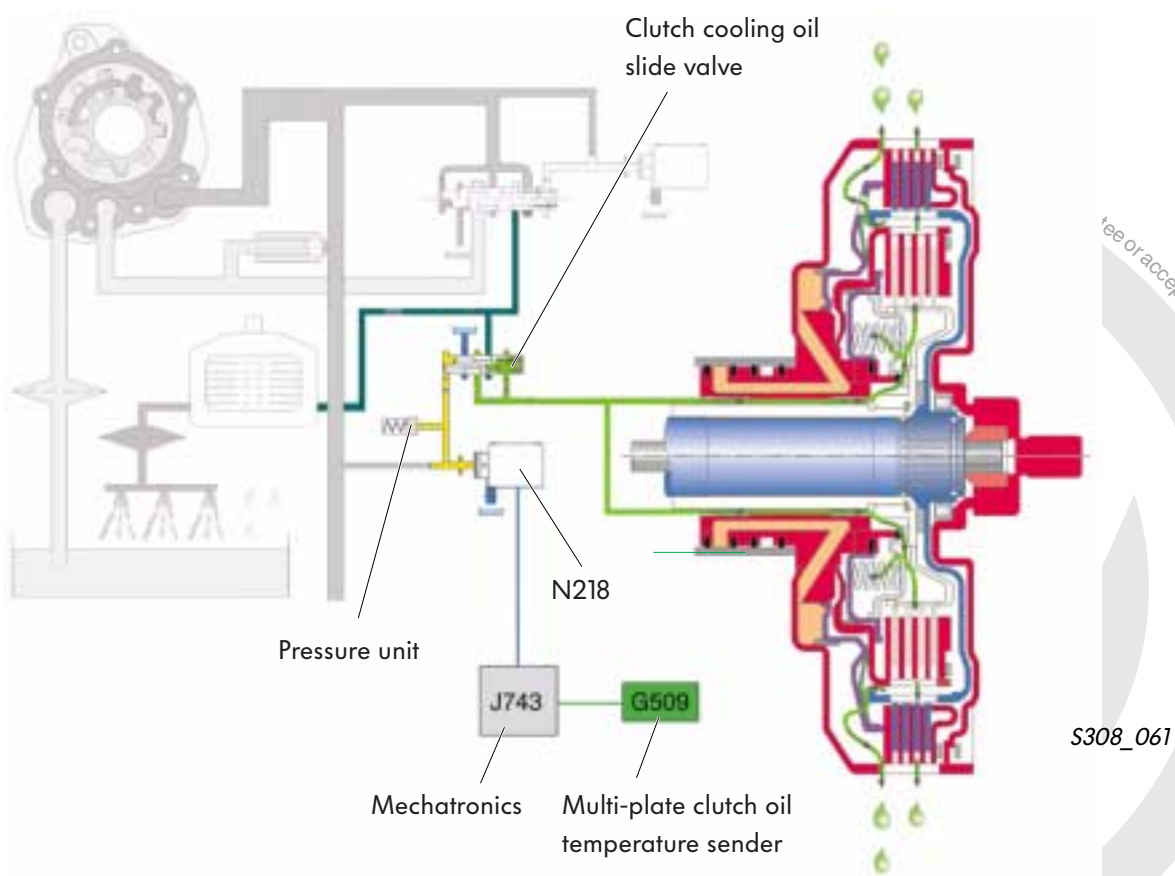 Clutch cooling oil
slide valve
N218
Pressure unit
J743
G509
S308_061
Mechatronics
Multi-plate clutch oil
temperature sender